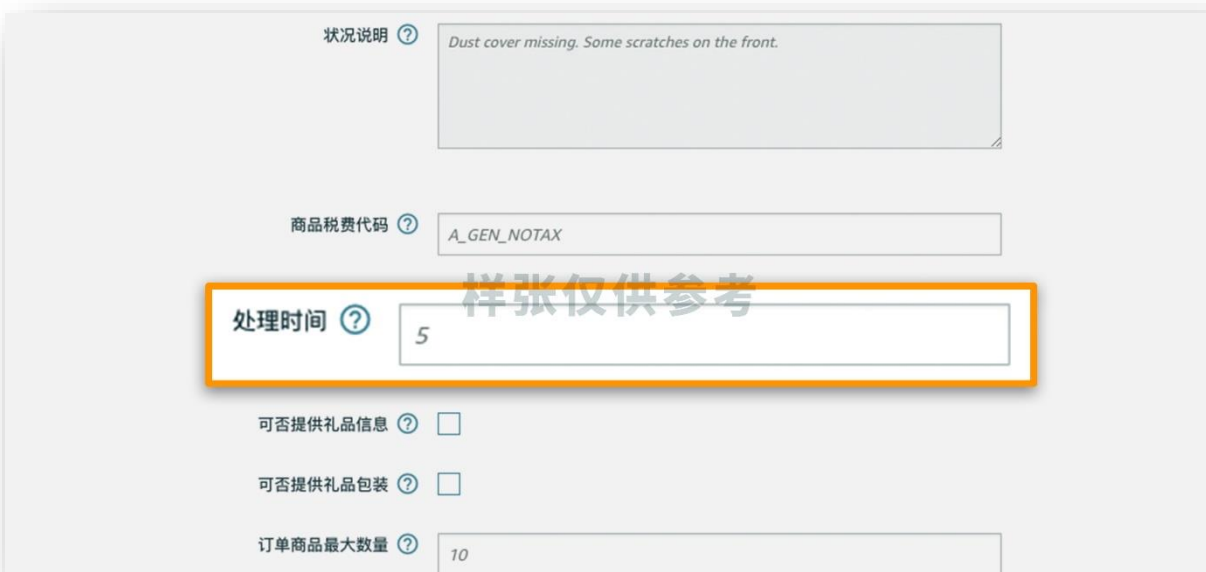 状况说明 ? Dust cover missing. Some scratches on the front.
商品税费代码 ? A_GEN_NOTAX
样张仅供参考
处理时间 ? 5
可否提供礼品信息 ?
可否提供礼品包装 ?
订单商品最大数量 ? 10